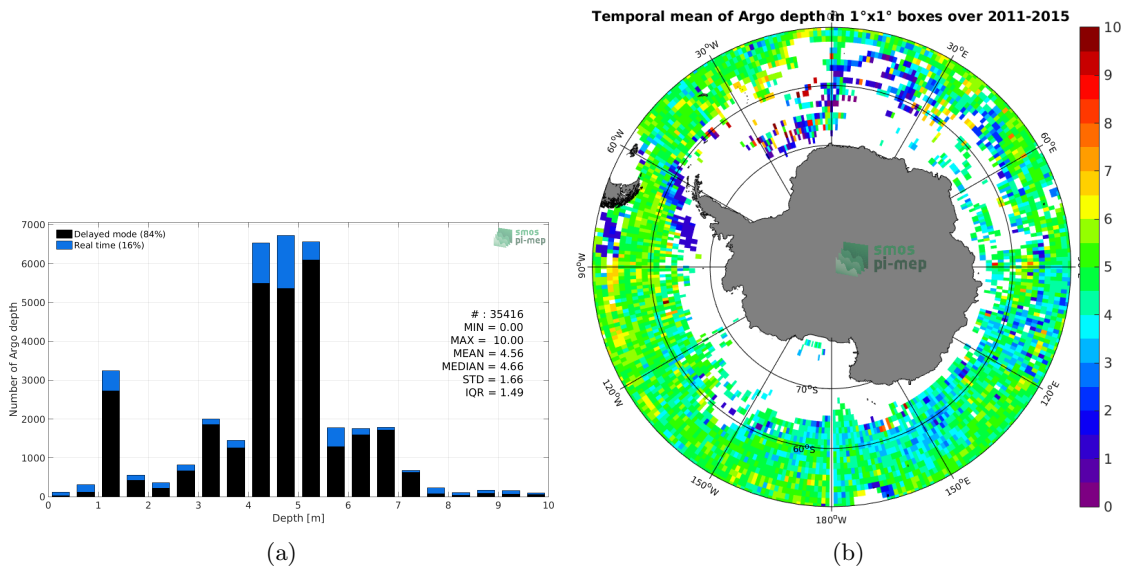 7000
6000
5000
4000
3000
2000
1000
0
Number of Argo depth
Delayed mode (84%)
Real time (16%)
smos
pi-mep
# : 35416
MIN = 0.00
MAX = 10.00
MEAN = 4.56
MEDIAN = 4.66
STD = 1.66
IQR = 1.49
0 1 2 3 4 5 6 7 8 9 10
Depth [m]
(a)
Temporal mean of Argo depth in 1°x1° boxes over 2011-2015
30°W
30°E
60°W
60°E
90°W
smos
pi-mep
120°W
120°E
70°S
60°S
150°W
150°E
180°W
10
9
8
7
6
5
4
3
2
1
0
(b)